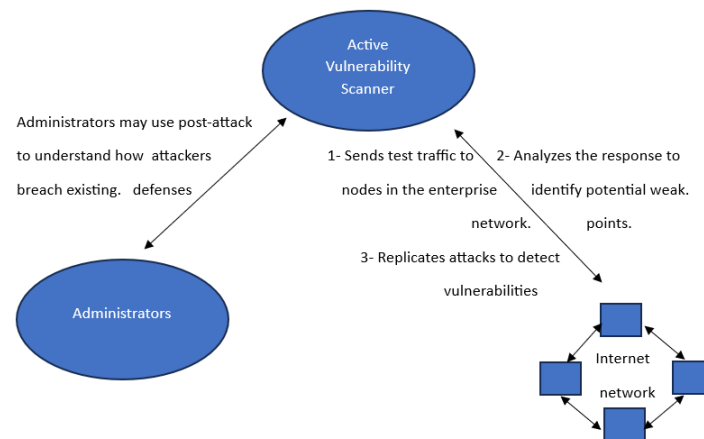 Active
Vulnerability
Scanner
Administrators may use post-attack
to understand how attackers
breach existing. defenses
1- Sends test traffic to
nodes in the enterprise
network.
2- Analyzes the response to
identify potential weak.
points.
3- Replicates attacks to detect
vulnerabilities
Administrators
Internet
network